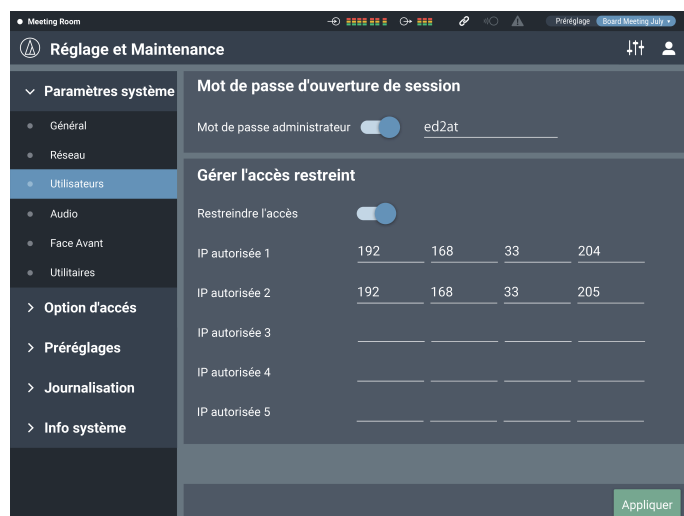 Meeting Room
Préréglage Board Meeting July
Réglage et Maintenance
Paramètres système
Général
Réseau
Utilisateurs
Audio
Face Avant
Utilitaires
Option d'accés
Préréglages
Journalisation
Info système
Mot de passe d'ouverture de session
Mot de passe administrateur ed2at
Gérer l'accès restreint
Restreindre l'accès
IP autorisée 1 192 168 33 204
IP autorisée 2 192 168 33 205
IP autorisée 3
IP autorisée 4
IP autorisée 5
Appliquer